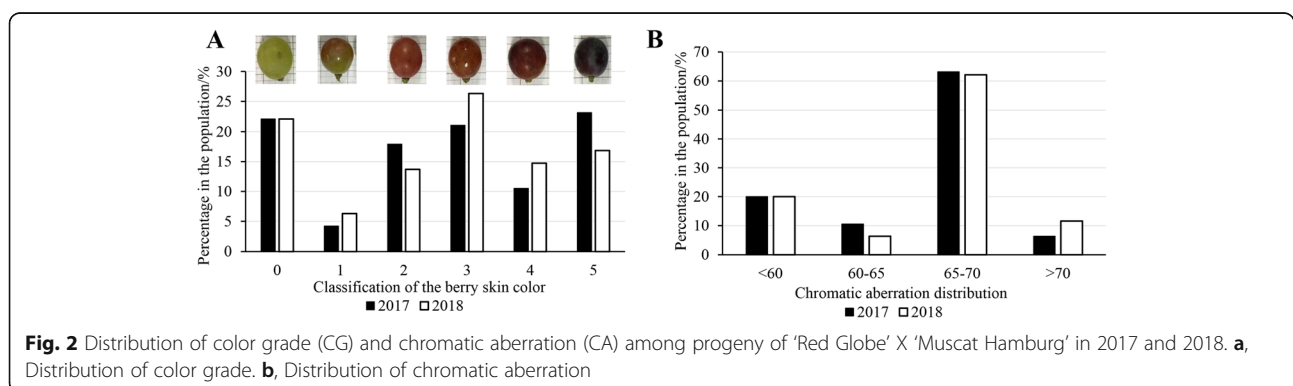 A
B
Percentage in the population/%
30
25
20
15
10
5
0
0 1 2 3 4 5
Classification of the berry skin color
■2017 □2018
Percentage in the population/%
70
60
50
40
30
20
10
0
<60 60-65 65-70 >70
Chromatic aberration distribution
■2017 □2018
Fig. 2 Distribution of color grade (CG) and chromatic aberration (CA) among progeny of ‘Red Globe’ X ‘Muscat Hamburg’ in 2017 and 2018. a,
Distribution of color grade. b, Distribution of chromatic aberration